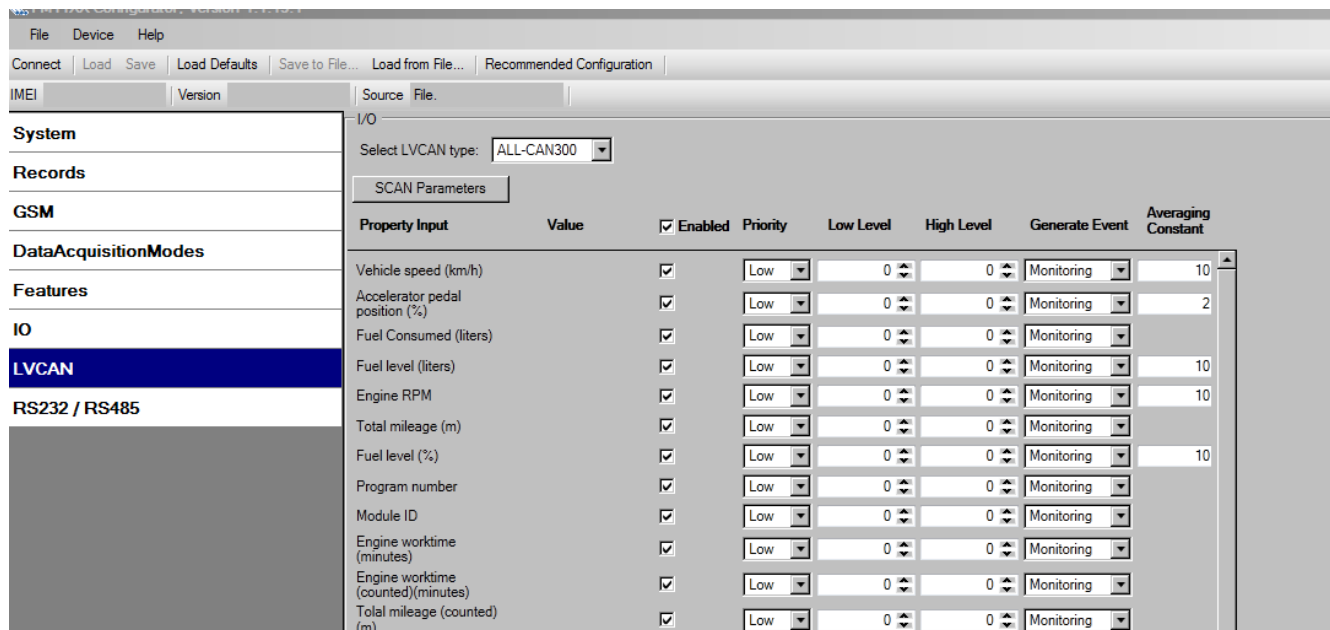 File Device Help
Connect Load Save Load Defaults Save to File... Load from File... Recommended Configuration
IMEI Version Source File.
System
Records
GSM
DataAcquisitionModes
Features
IO
LVCAN
RS232 / RS485
I/O
Select LVCAN type: ALL-CAN300
SCAN Parameters
Property Input Value Enabled Priority Low Level High Level Generate Event Averaging
Constant
Vehicle speed (km/h) Low 0 0 Monitoring 10
Accelerator pedal
position (%) Low 0 0 Monitoring 2
Fuel Consumed (liters) Low 0 0 Monitoring
Fuel level (liters) Low 0 0 Monitoring 10
Engine RPM Low 0 0 Monitoring 10
Total mileage (m) Low 0 0 Monitoring
Fuel level (%) Low 0 0 Monitoring 10
Program number Low 0 0 Monitoring
Module ID Low 0 0 Monitoring
Engine worktime
(minutes) Low 0 0 Monitoring
Engine worktime
(counted)(minutes) Low 0 0 Monitoring
Tolal mileage (counted)
(m) Low 0 0 Monitoring